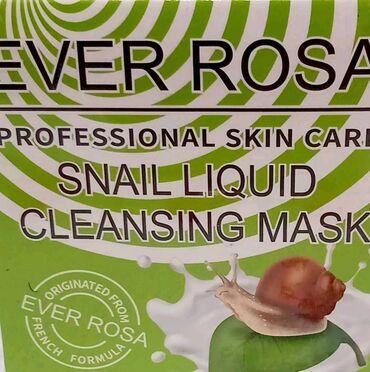 EVER ROSA
PROFESSIONAL SKIN CARE
SNAIL LIQUID
CLEANSING MASK
ORIGINATED FROM
EVER ROSA
FRENCH FORMULA